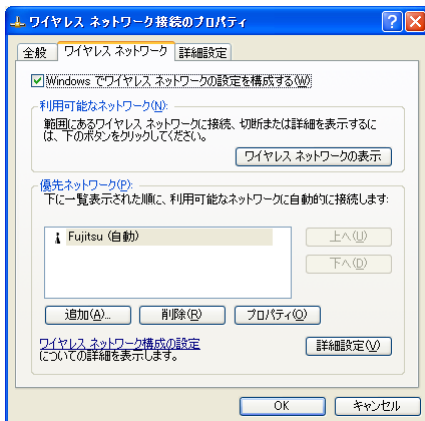 ワイヤレス ネットワーク接続のプロパティ
全般 ワイヤレス ネットワーク 詳細設定
Windows でワイヤレス ネットワークの設定を構成する(W)
利用可能なネットワーク(N):
範囲にあるワイヤレス ネットワークに接続、切断または詳細を表示するに
は、下のボタンをクリックしてください。
ワイヤレス ネットワークの表示
優先ネットワーク(P):
下に一覧表示された順に、利用可能なネットワークに自動的に接続します:
Fujitsu (自動)
上へ(U)
下へ(D)
追加(A)... 削除(R) プロパティ(O)
ワイヤレス ネットワーク構成の設定
についての詳細を表示します。
詳細設定(V)
OK キャンセル